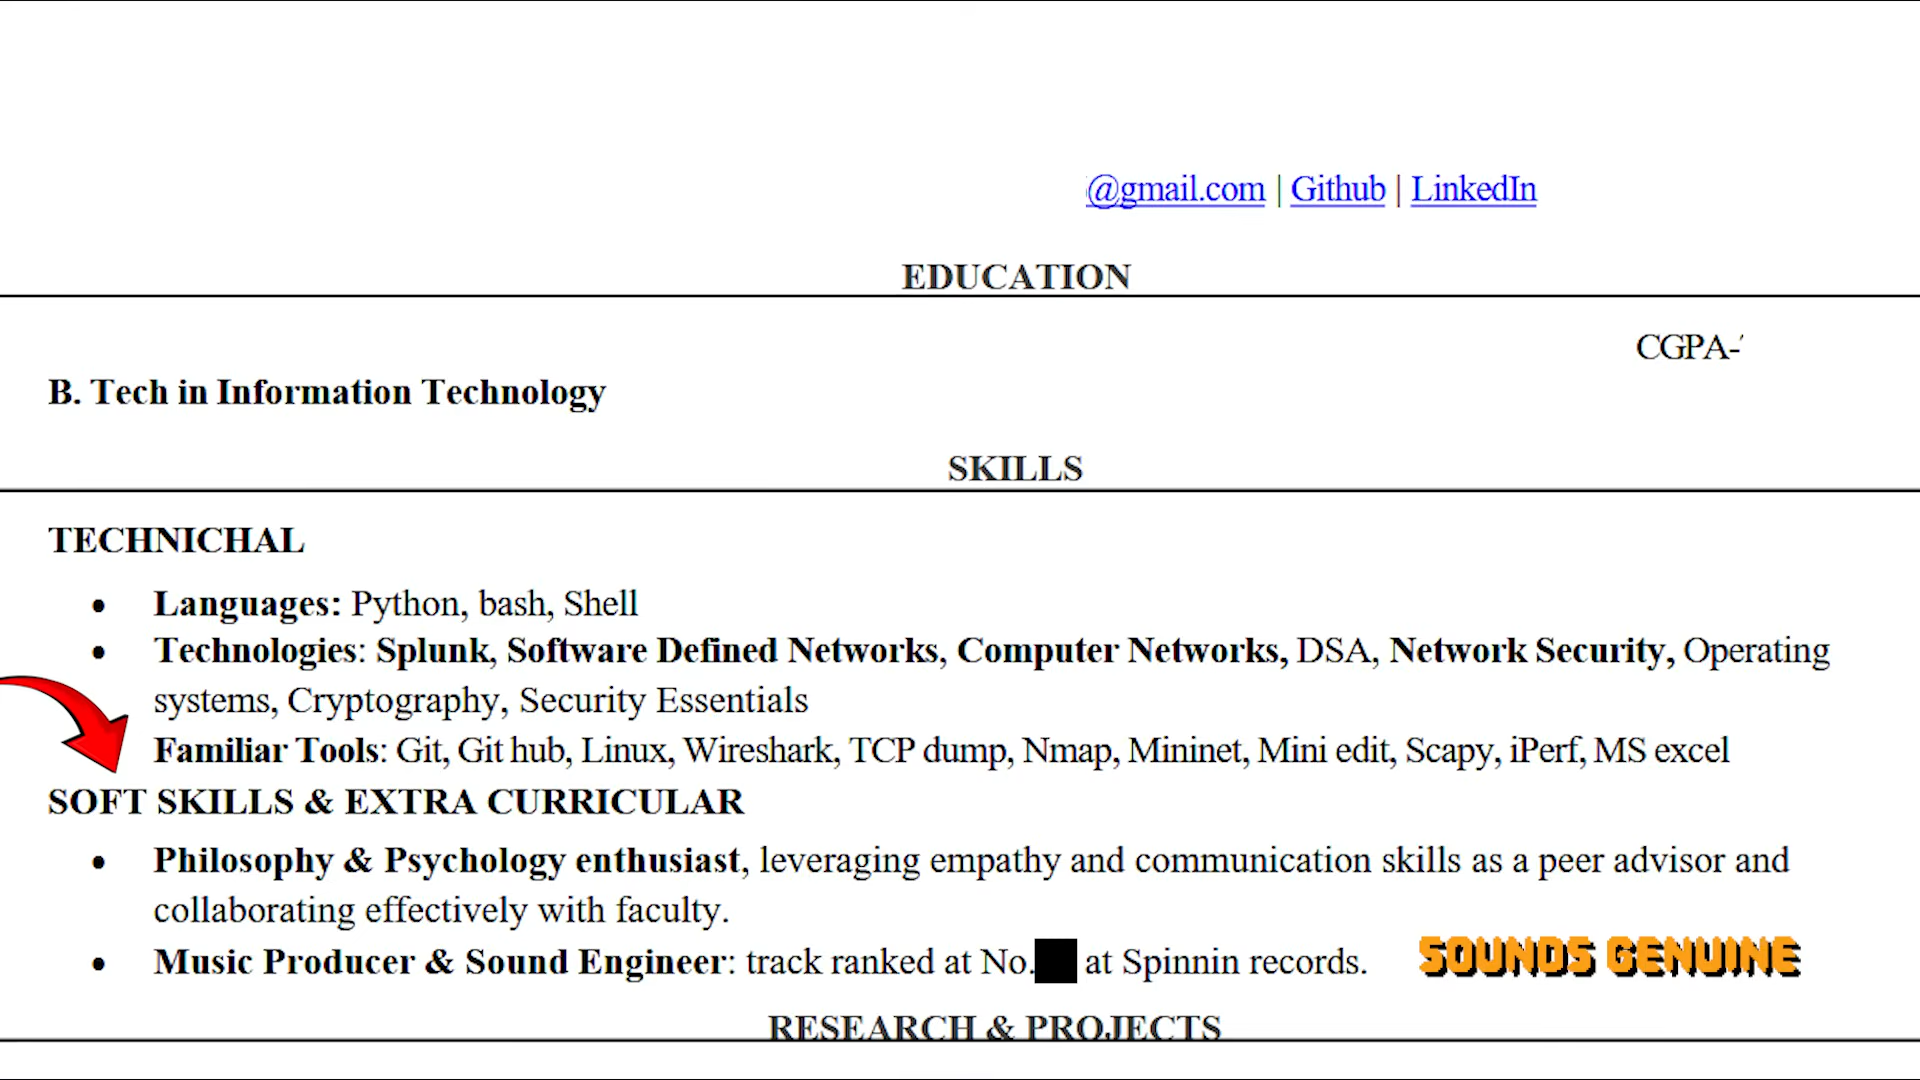 @gmail.com | Github | LinkedIn
EDUCATION
CGPA-
B. Tech in Information Technology
SKILLS
TECHNICHAL
• Languages: Python, bash, Shell
• Technologies: Splunk, Software Defined Networks, Computer Networks, DSA, Network Security, Operating
systems, Cryptography, Security Essentials
Familiar Tools: Git, Git hub, Linux, Wireshark, TCP dump, Nmap, Mininet, Mini edit, Scapy, iPerf, MS excel
SOFT SKILLS & EXTRA CURRICULAR
• Philosophy & Psychology enthusiast, leveraging empathy and communication skills as a peer advisor and
collaborating effectively with faculty.
• Music Producer & Sound Engineer: track ranked at No. at Spinnin records.
SOUNDS GENUINE
RESEARCH & PROJECTS